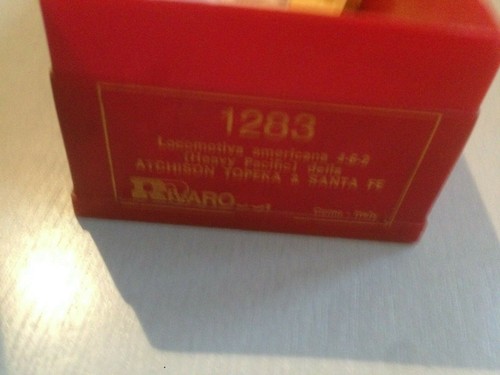 1283
Locomotiva americana 4-6-2
(Heavy Pacific) della
ATCHISON TOPEKA & SANTA FE
RIVAROSSI
Como - Italy